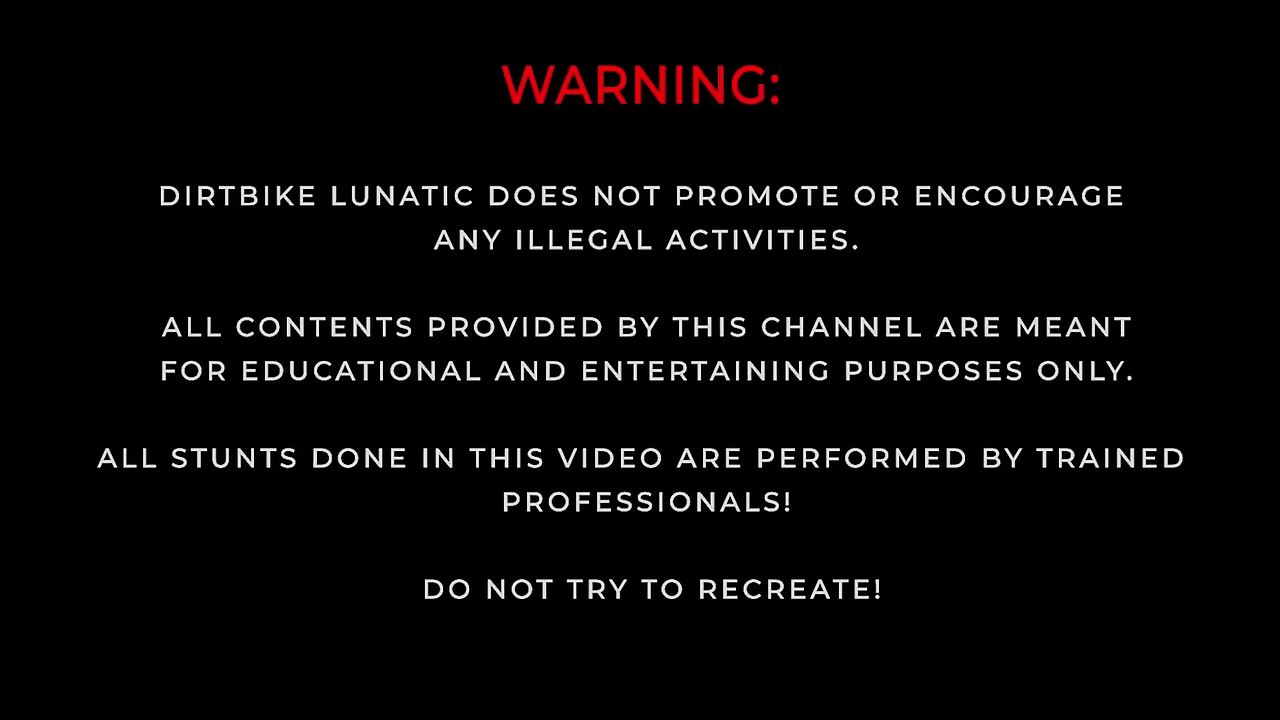 WARNING:
DIRTBIKE LUNATIC DOES NOT PROMOTE OR ENCOURAGE
ANY ILLEGAL ACTIVITIES.
ALL CONTENTS PROVIDED BY THIS CHANNEL ARE MEANT
FOR EDUCATIONAL AND ENTERTAINING PURPOSES ONLY.
ALL STUNTS DONE IN THIS VIDEO ARE PERFORMED BY TRAINED
PROFESSIONALS!
DO NOT TRY TO RECREATE!